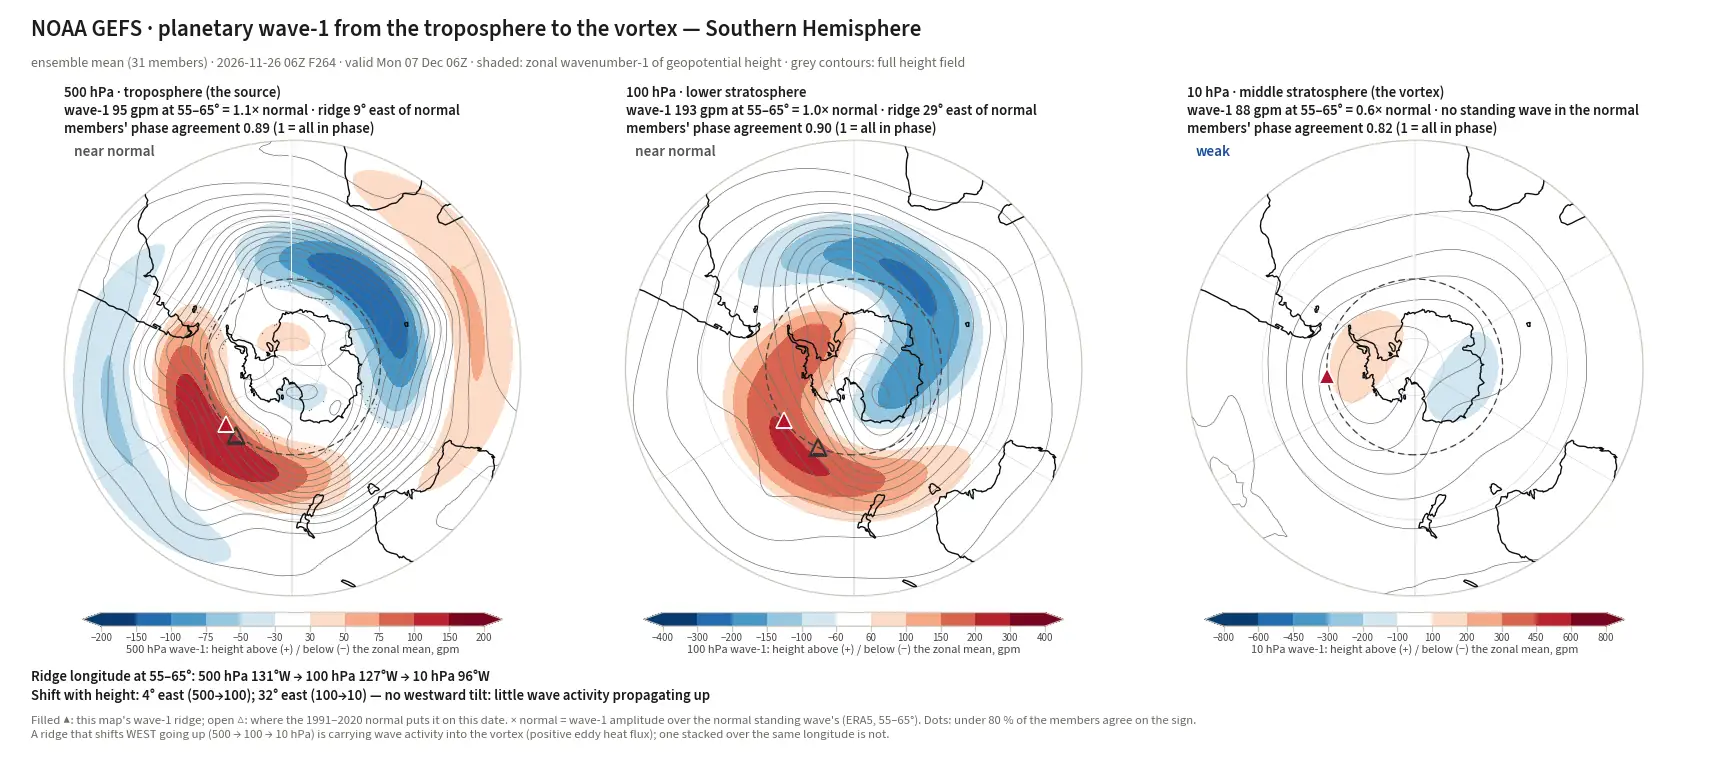 NOAA GEFS · planetary wave-1 from the troposphere to the vortex — Southern Hemisphere
ensemble mean (31 members) · 2026-11-26 06Z F264 · valid Mon 07 Dec 06Z · shaded: zonal wavenumber-1 of geopotential height · grey contours: full height field
500 hPa · troposphere (the source)
wave-1 95 gpm at 55–65° = 1.1× normal · ridge 9° east of normal
members' phase agreement 0.89 (1 = all in phase)
near normal
100 hPa · lower stratosphere
wave-1 193 gpm at 55–65° = 1.0× normal · ridge 29° east of normal
members' phase agreement 0.90 (1 = all in phase)
near normal
10 hPa · middle stratosphere (the vortex)
wave-1 88 gpm at 55–65° = 0.6× normal · no standing wave in the normal
members' phase agreement 0.82 (1 = all in phase)
weak
−200 −150 −100 −75 −50 −30 30 50 75 100 150 200
500 hPa wave-1: height above (+) / below (−) the zonal mean, gpm
−400 −300 −200 −150 −100 −60 60 100 150 200 300 400
100 hPa wave-1: height above (+) / below (−) the zonal mean, gpm
−800 −600 −450 −300 −200 −100 100 200 300 450 600 800
10 hPa wave-1: height above (+) / below (−) the zonal mean, gpm
Ridge longitude at 55–65°: 500 hPa 131°W → 100 hPa 127°W → 10 hPa 96°W
Shift with height: 4° east (500→100); 32° east (100→10) — no westward tilt: little wave activity propagating up
Filled ▲: this map's wave-1 ridge; open △: where the 1991–2020 normal puts it on this date. × normal = wave-1 amplitude over the normal standing wave's (ERA5, 55–65°). Dots: under 80 % of the members agree on the sign.
A ridge that shifts WEST going up (500 → 100 → 10 hPa) is carrying wave activity into the vortex (positive eddy heat flux); one stacked over the same longitude is not.